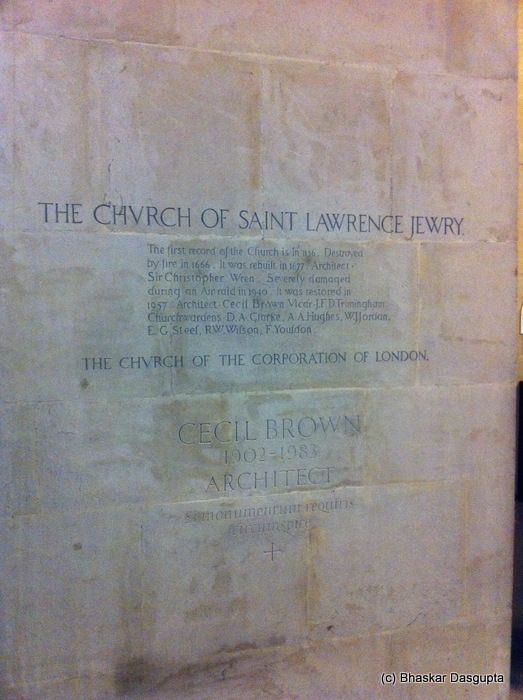 THE CHVRCH OF SAINT LAWRENCE JEWRY.
The first record of the Church is in 1136. Destroyed
by fire in 1666. It was rebuilt in 1677. Architect -
Sir Christopher Wren. Severely damaged
during an Air raid in 1940. It was restored in
1957. Architect - Cecil Brown. Vicar - J.F.D. Trimingham.
Churchwardens - D.A. Clarke, A.A. Hughes, W.J. Jordan,
E.G. Steel, R.W. Wilson, F. Youldon
THE CHVRCH OF THE CORPORATION OF LONDON.
CECIL BROWN
1902-1983
ARCHITECT
Si monumentum requiris
circumspice
(c) Bhaskar Dasgupta